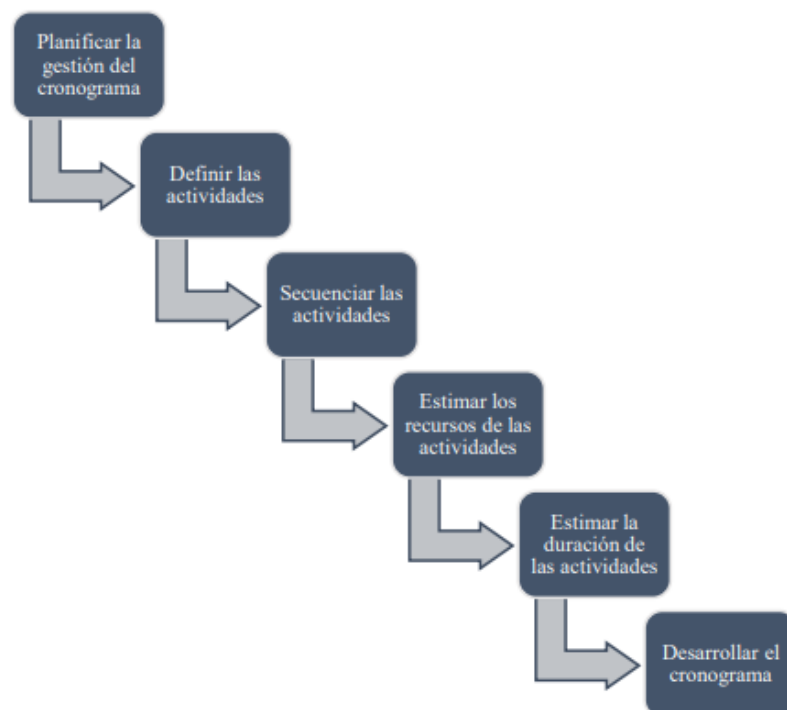 Planificar la
gestión del
cronograma
Definir las
actividades
Secuenciar las
actividades
Estimar los
recursos de las
actividades
Estimar la
duración de
las actividades
Desarrollar el
cronograma